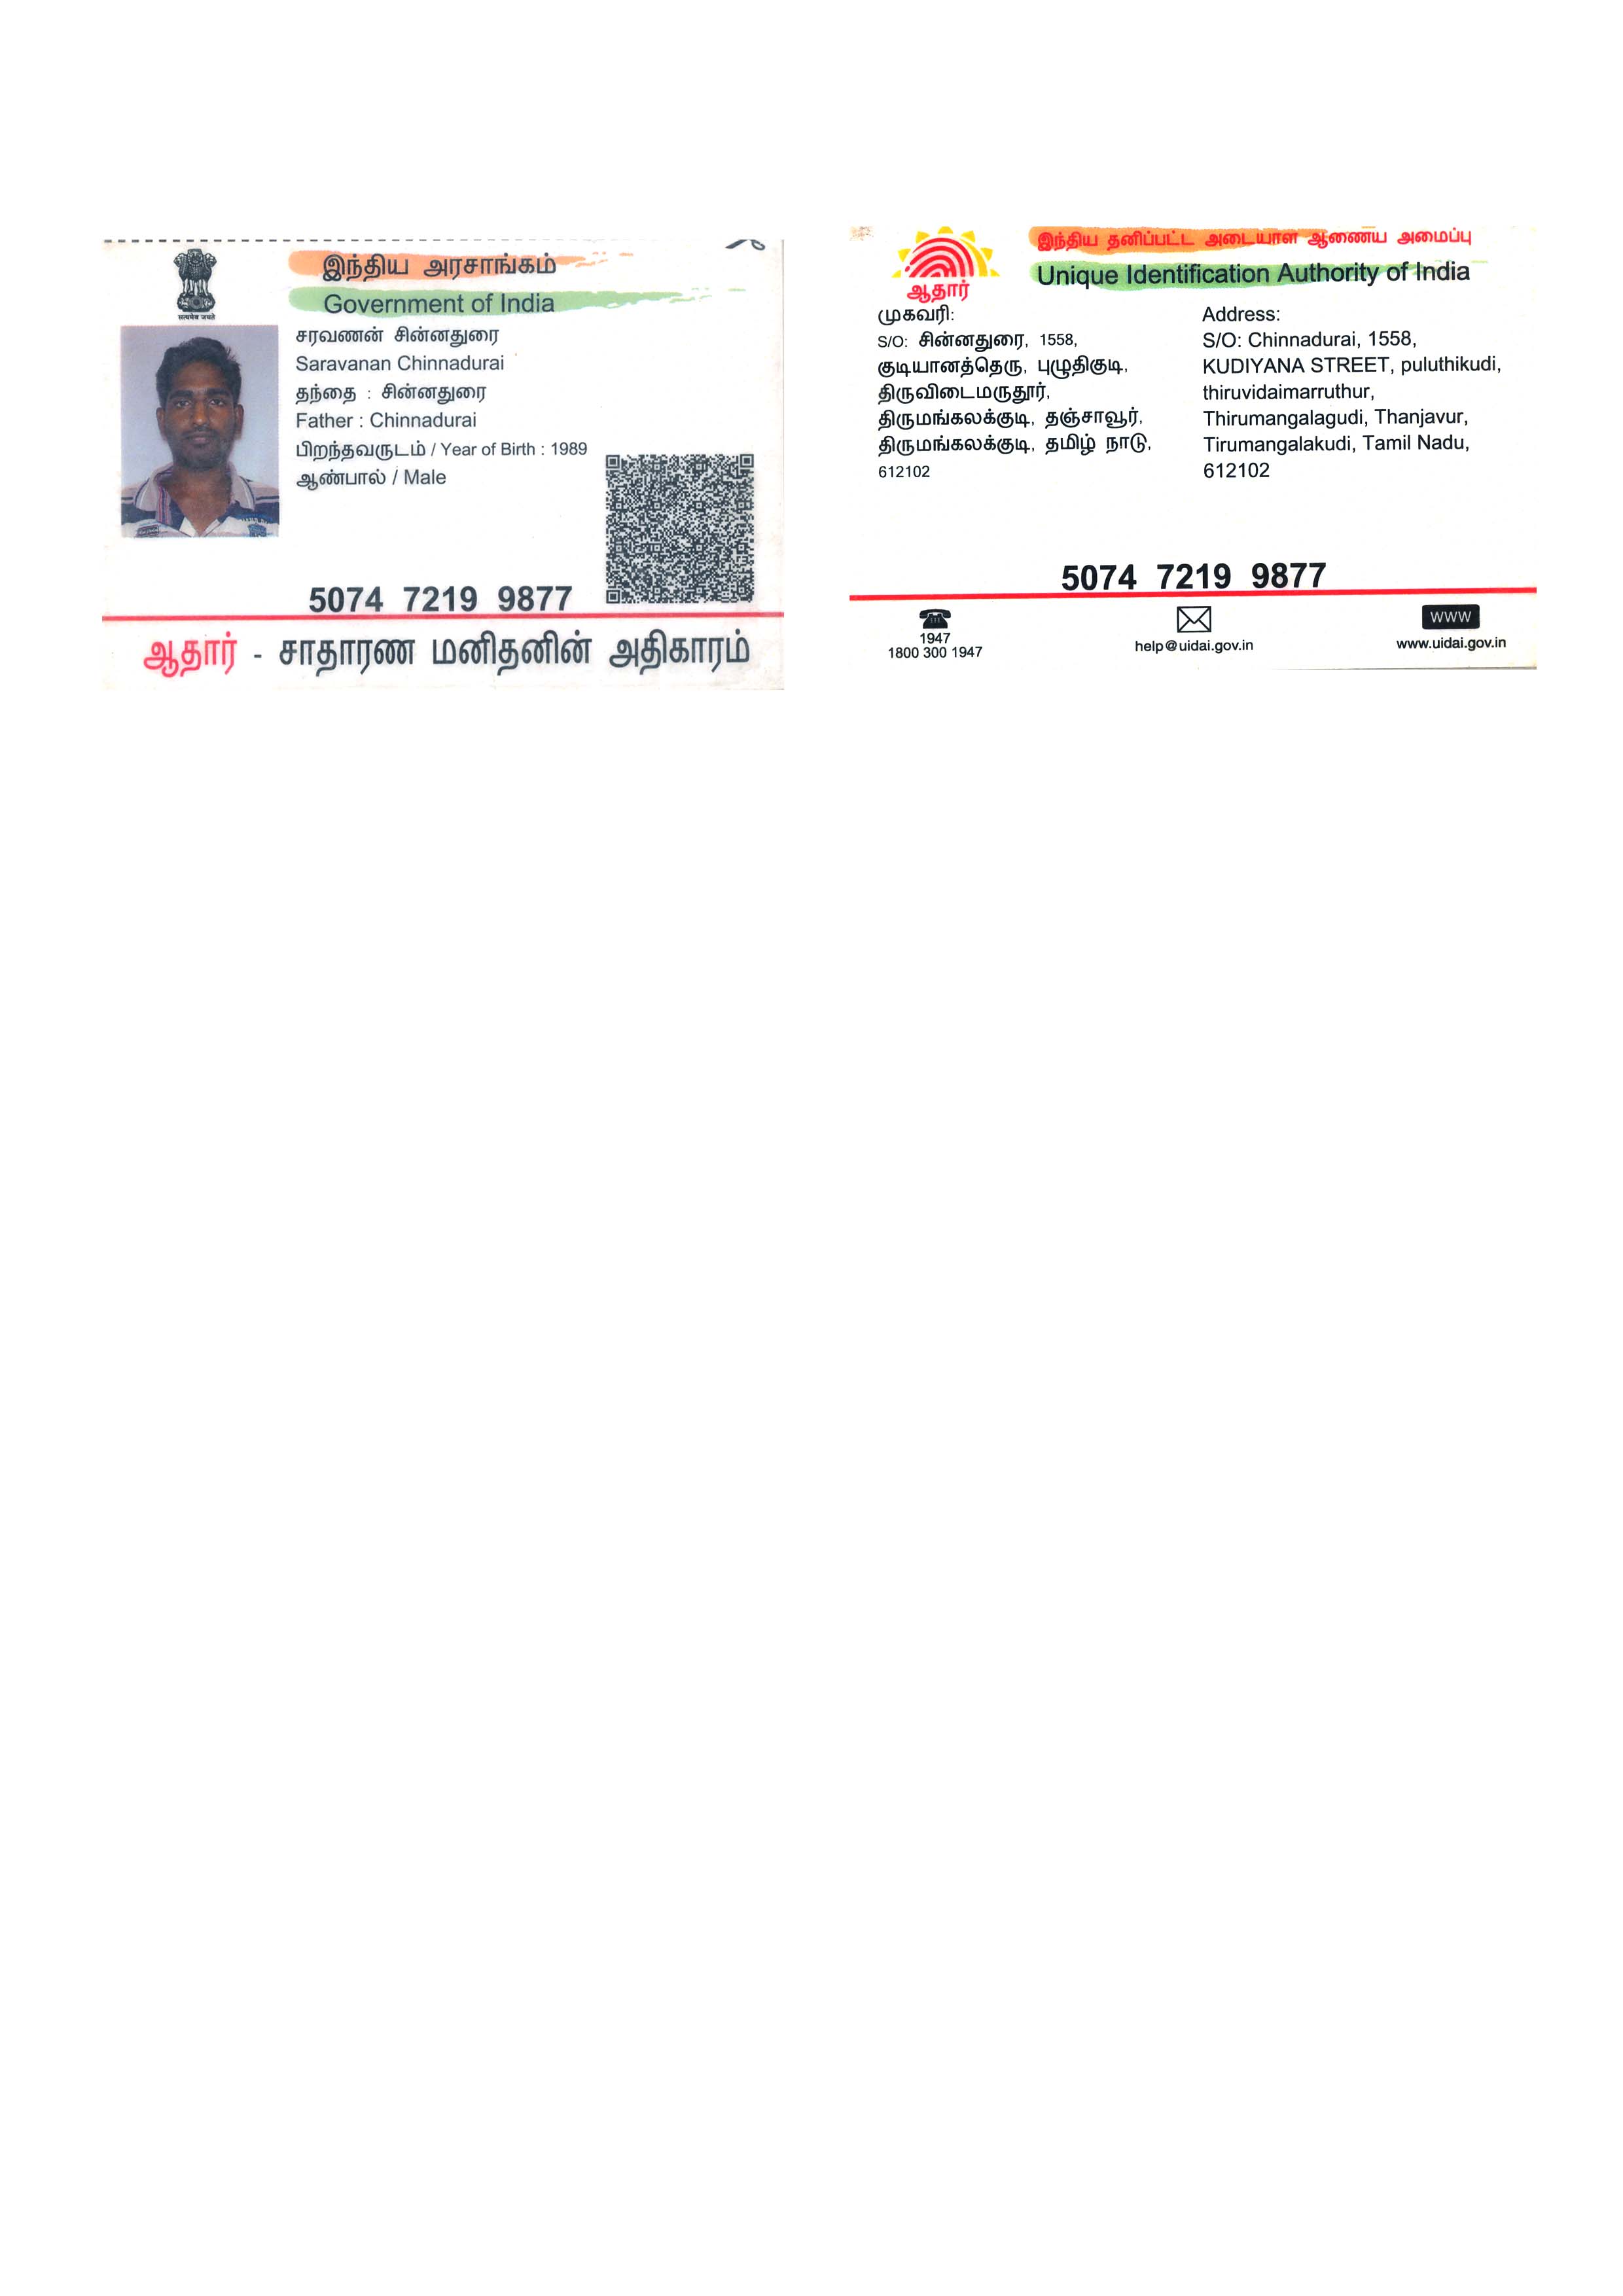 இந்திய அரசாங்கம்
Government of India
सत्यमेव जयते
சரவணன் சின்னதுரை
Saravanan Chinnadurai
தந்தை : சின்னதுரை
Father : Chinnadurai
பிறந்தவருடம் / Year of Birth : 1989
ஆண்பால் / Male
5074 7219 9877
ஆதார் - சாதாரண மனிதனின் அதிகாரம்
இந்திய தனிப்பட்ட அடையாள ஆணைய அமைப்பு
Unique Identification Authority of India
ஆதார்
முகவரி:
S/O: சின்னதுரை, 1558,
குடியானத்தெரு, புழுதிகுடி,
திருவிடைமருதூர்,
திருமங்கலக்குடி, தஞ்சாவூர்,
திருமங்கலக்குடி, தமிழ் நாடு,
612102
Address:
S/O: Chinnadurai, 1558,
KUDIYANA STREET, puluthikudi,
thiruvidaimarruthur,
Thirumangalagudi, Thanjavur,
Tirumangalakudi, Tamil Nadu,
612102
5074 7219 9877
1947
1800 300 1947
help@uidai.gov.in
WWW
www.uidai.gov.in